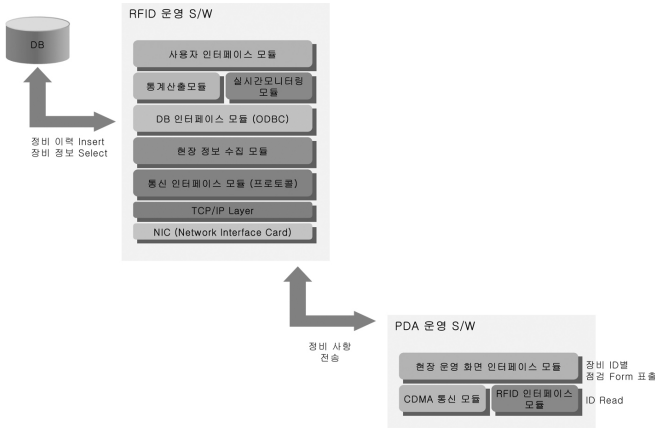 RFID 운영 S/W
DB
사용자 인터페이스 모듈
통계산출모듈
실시간모니터링
모듈
DB 인터페이스 모듈 (ODBC)
정비 이력 Insert
장비 정보 Select
현장 정보 수집 모듈
통신 인터페이스 모듈 (프로토콜)
TCP/IP Layer
NIC (Network Interface Card)
정비 사항
전송
PDA 운영 S/W
현장 운영 화면 인터페이스 모듈
장비 ID별
점검 Form 표출
CDMA 통신 모듈
RFID 인터페이스
모듈
ID Read